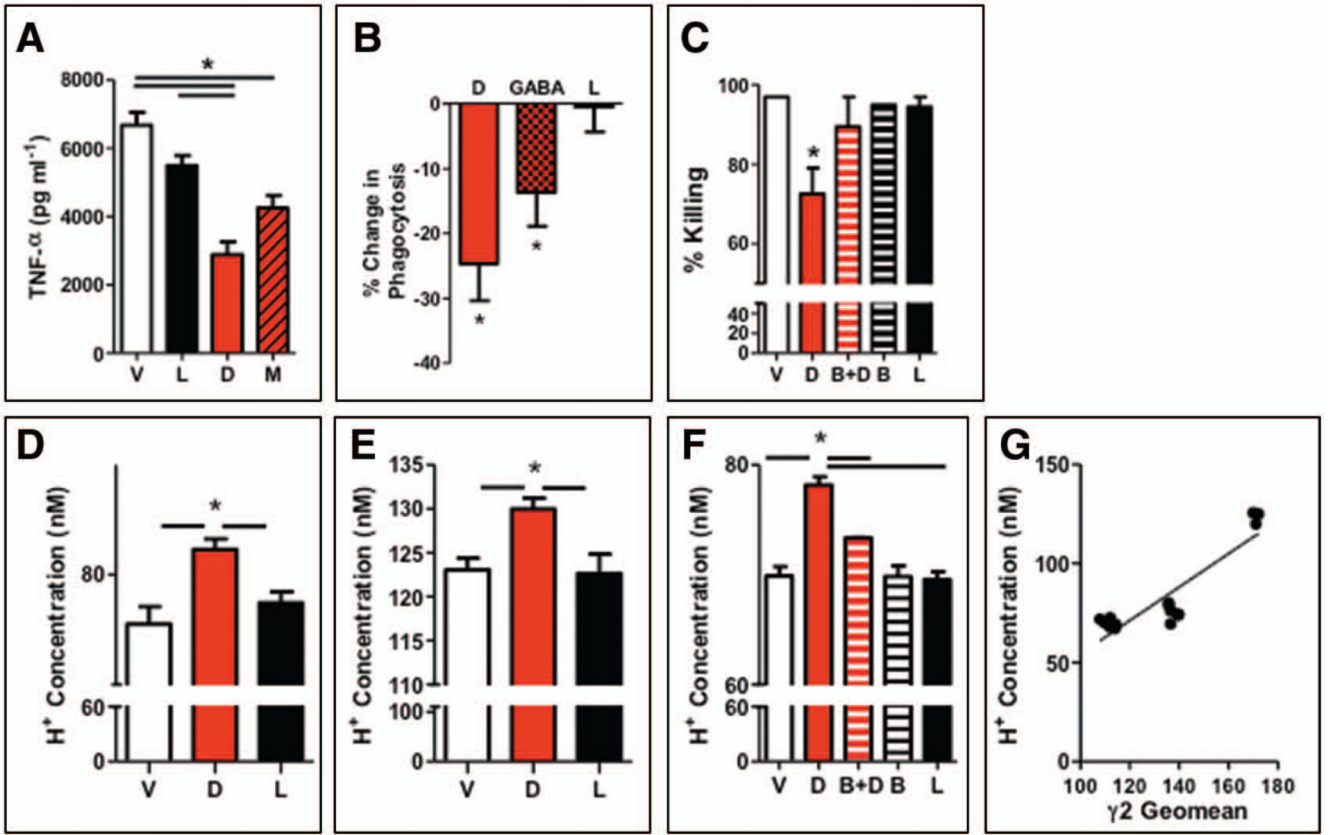 A
*
8000
6000
4000
2000
0
TNF-α (pg ml⁻¹)
V L D M
B
D GABA L
0
-10
-20
-30
-40
% Change in
Phagocytosis
*
*
C
100
80
60
40
20
0
% Killing
*
V D B+D B L
D
*
80
60
0
H⁺ Concentration (nM)
V D L
E
*
135
130
125
120
115
110
100
0
H⁺ Concentration (nM)
V D L
F
*
80
60
60
0
H⁺ Concentration (nM)
V D B+D B L
G
150
100
50
0
H⁺ Concentration (nM)
100 120 140 160 180
γ2 Geomean